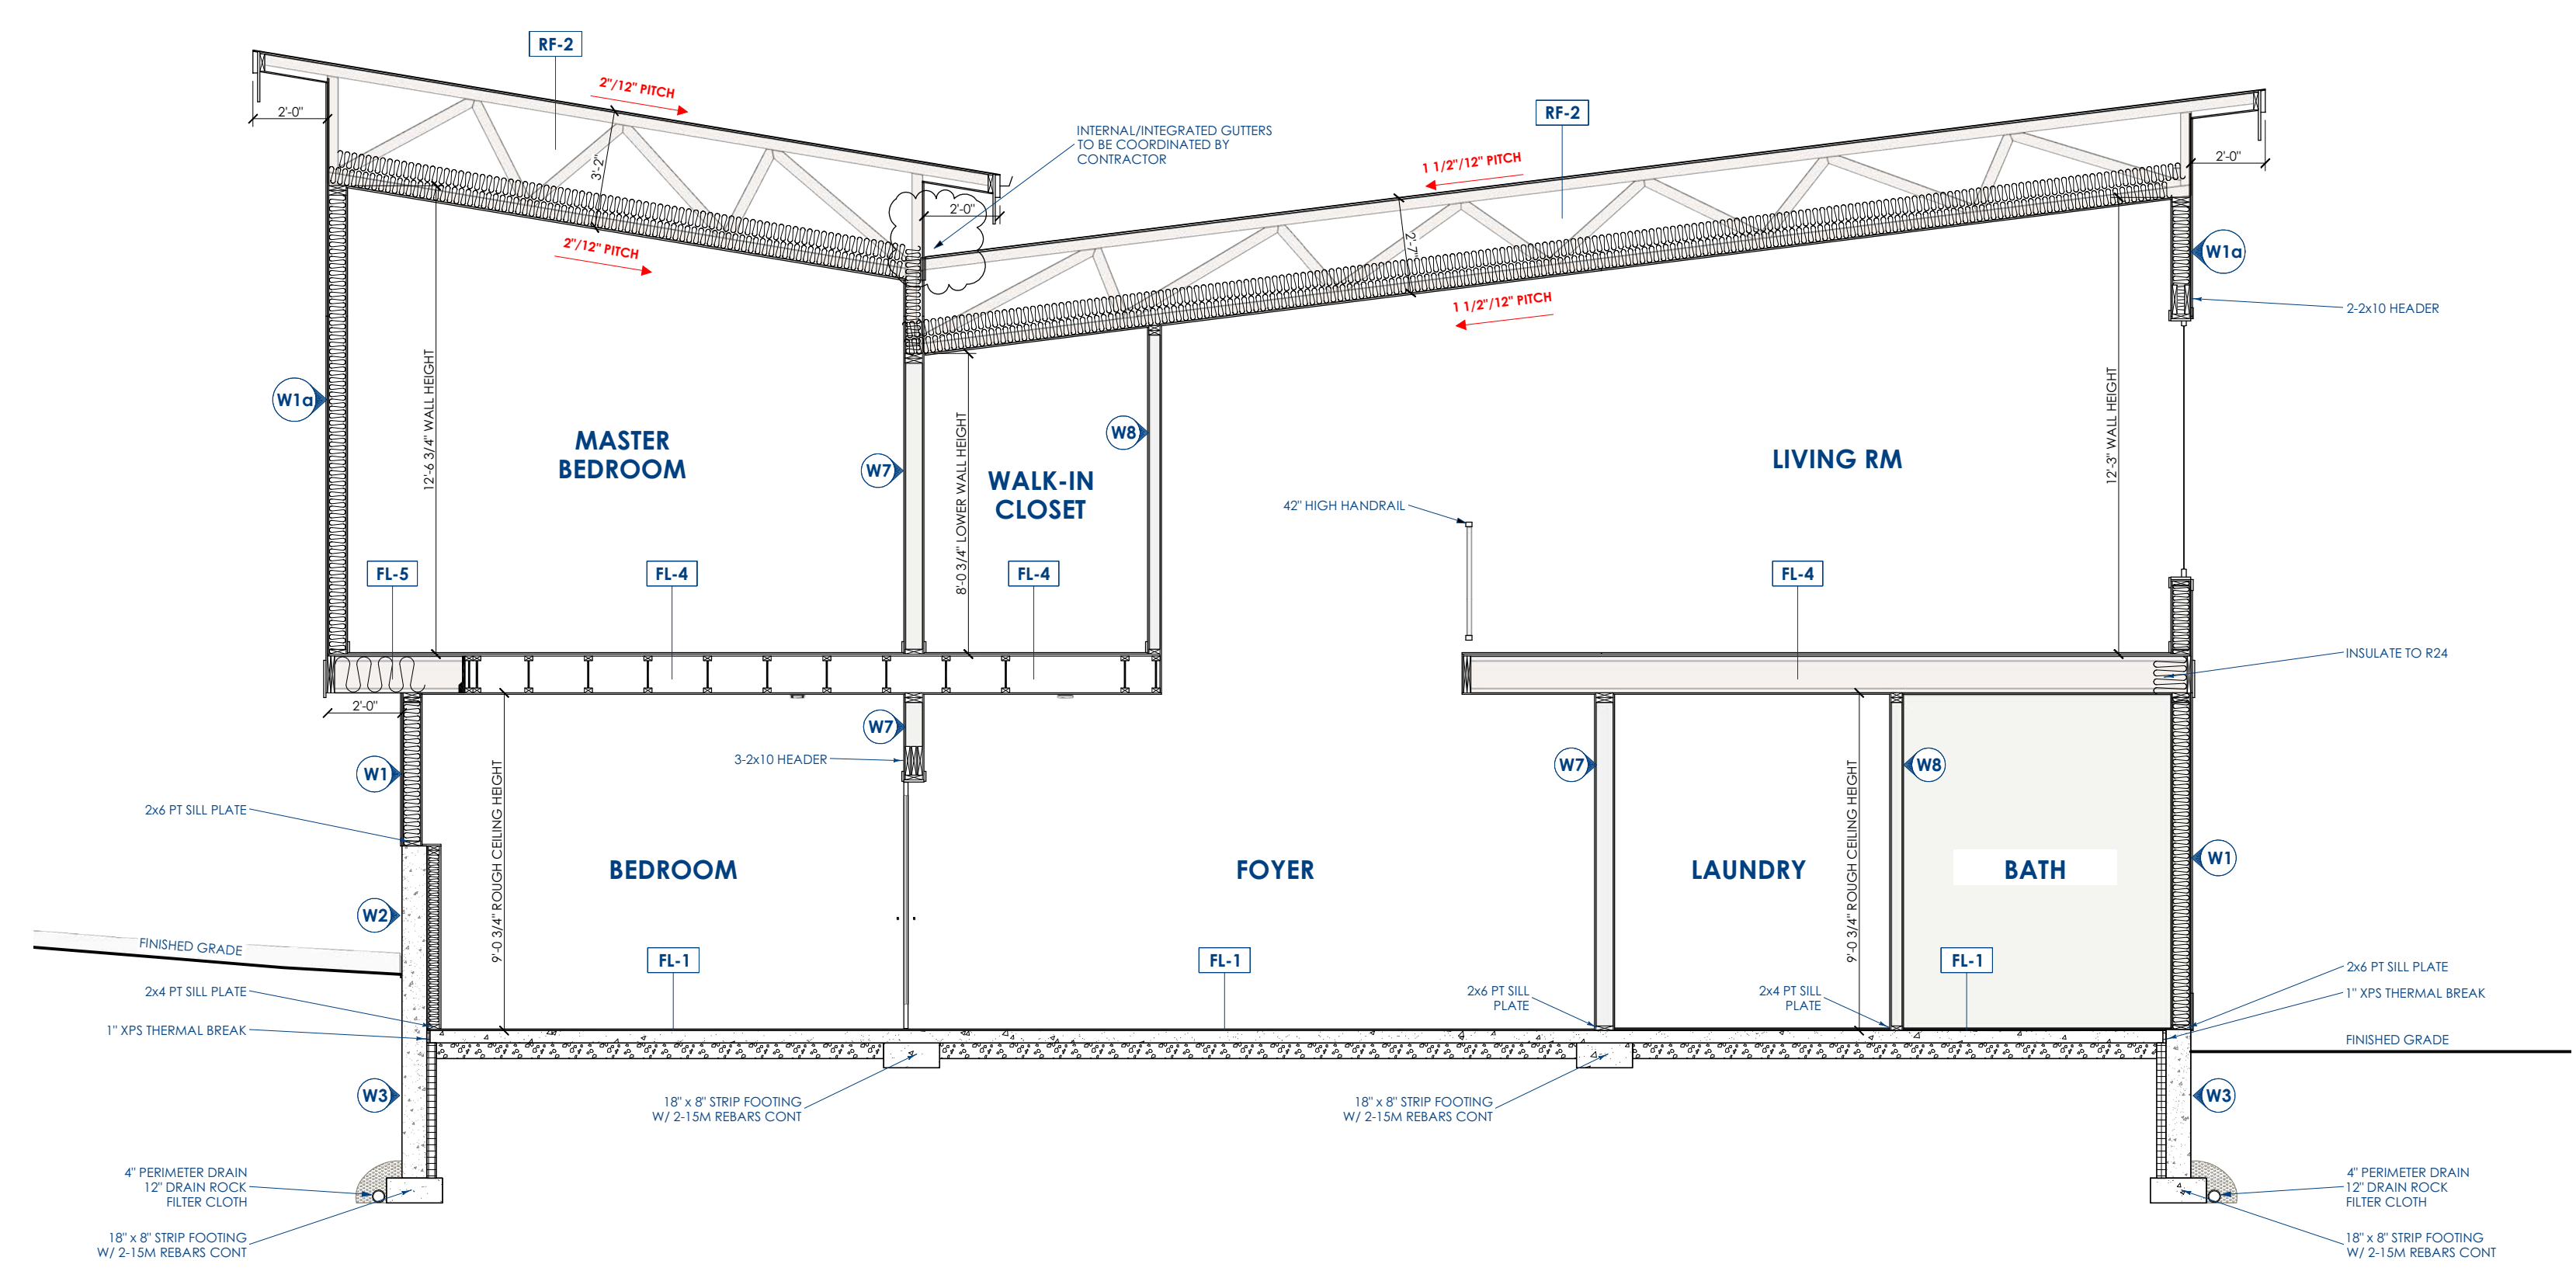 RF-2
2"/12" PITCH
2'-0"
3'-2"
2"/12" PITCH
INTERNAL/INTEGRATED GUTTERS
TO BE COORDINATED BY
CONTRACTOR
2'-0"
RF-2
1 1/2"/12" PITCH
2'-7"
1 1/2"/12" PITCH
2'-0"
W1a
2-2x10 HEADER
W1a
12'-6 3/4" WALL HEIGHT
MASTER
BEDROOM
W7
8'-0 3/4" LOWER WALL HEIGHT
WALK-IN
CLOSET
W8
42" HIGH HANDRAIL
LIVING RM
12'-3" WALL HEIGHT
FL-5
FL-4
FL-4
FL-4
INSULATE TO R24
2'-0"
W7
3-2x10 HEADER
W1
2x6 PT SILL PLATE
9'-0 3/4" ROUGH CEILING HEIGHT
BEDROOM
FOYER
W7
LAUNDRY
9'-0 3/4" ROUGH CEILING HEIGHT
W8
BATH
W1
W2
FINISHED GRADE
FL-1
FL-1
FL-1
2x4 PT SILL PLATE
1" XPS THERMAL BREAK
2x6 PT SILL
PLATE
2x4 PT SILL
PLATE
2x6 PT SILL PLATE
1" XPS THERMAL BREAK
FINISHED GRADE
W3
18" x 8" STRIP FOOTING
W/ 2-15M REBARS CONT
18" x 8" STRIP FOOTING
W/ 2-15M REBARS CONT
W3
4" PERIMETER DRAIN
12" DRAIN ROCK
FILTER CLOTH
18" x 8" STRIP FOOTING
W/ 2-15M REBARS CONT
4" PERIMETER DRAIN
12" DRAIN ROCK
FILTER CLOTH
18" x 8" STRIP FOOTING
W/ 2-15M REBARS CONT